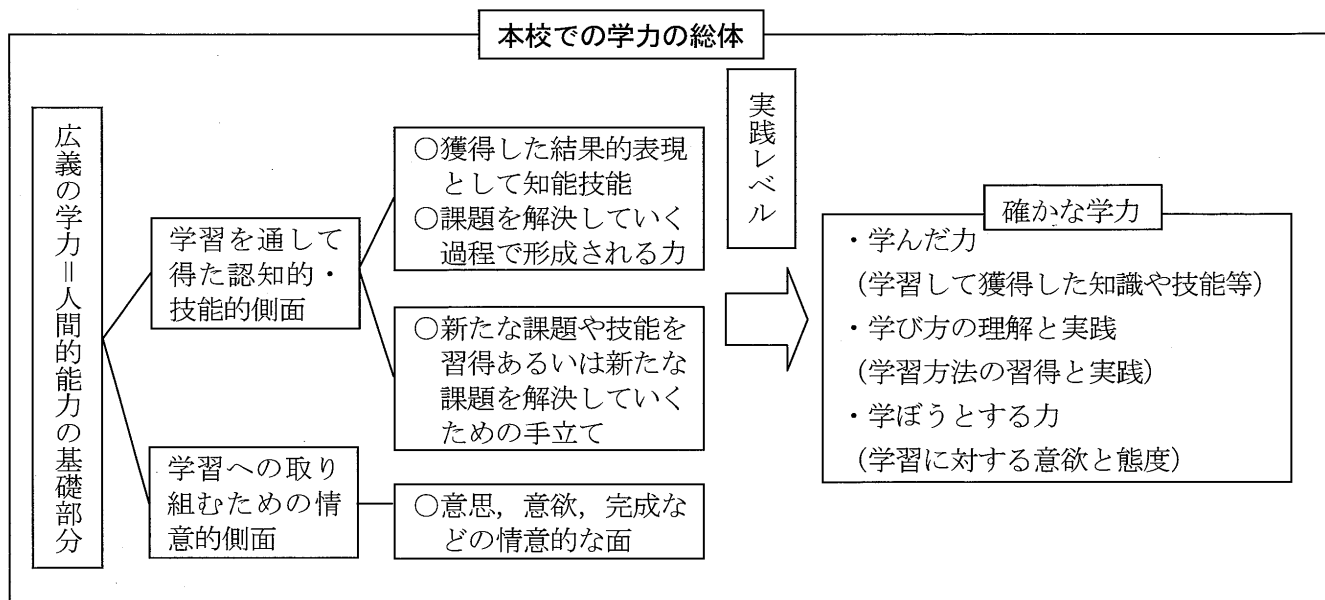 本校での学力の総体
広義の学力=人間的能力の基礎部分
学習を通して
得た認知的・
技能的側面
学習への取り
組むための情
意的側面
○獲得した結果的表現
として知能技能
○課題を解決していく
過程で形成される力
○新たな課題や技能を
習得あるいは新たな
課題を解決していく
ための手立て
○意思，意欲，完成な
どの情意的な面
実践レベル
確かな学力
・学んだ力
(学習して獲得した知識や技能等)
・学び方の理解と実践
(学習方法の習得と実践)
・学ぼうとする力
(学習に対する意欲と態度)